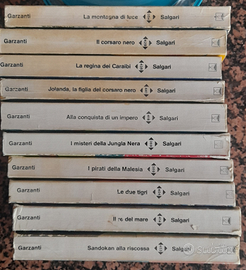 Garzanti La montagna di luce Salgari
Garzanti Il corsaro nero Salgari
Garzanti La regina dei Caraibi Salgari
Garzanti Jolanda, la figlia del corsaro nero Salgari
Garzanti Alla conquista di un impero Salgari
Garzanti I misteri della Jungla Nera Salgari
Garzanti I pirati della Malesia Salgari
Garzanti Le due tigri Salgari
Garzanti Il re del mare Salgari
Garzanti Sandokan alla riscossa Salgari